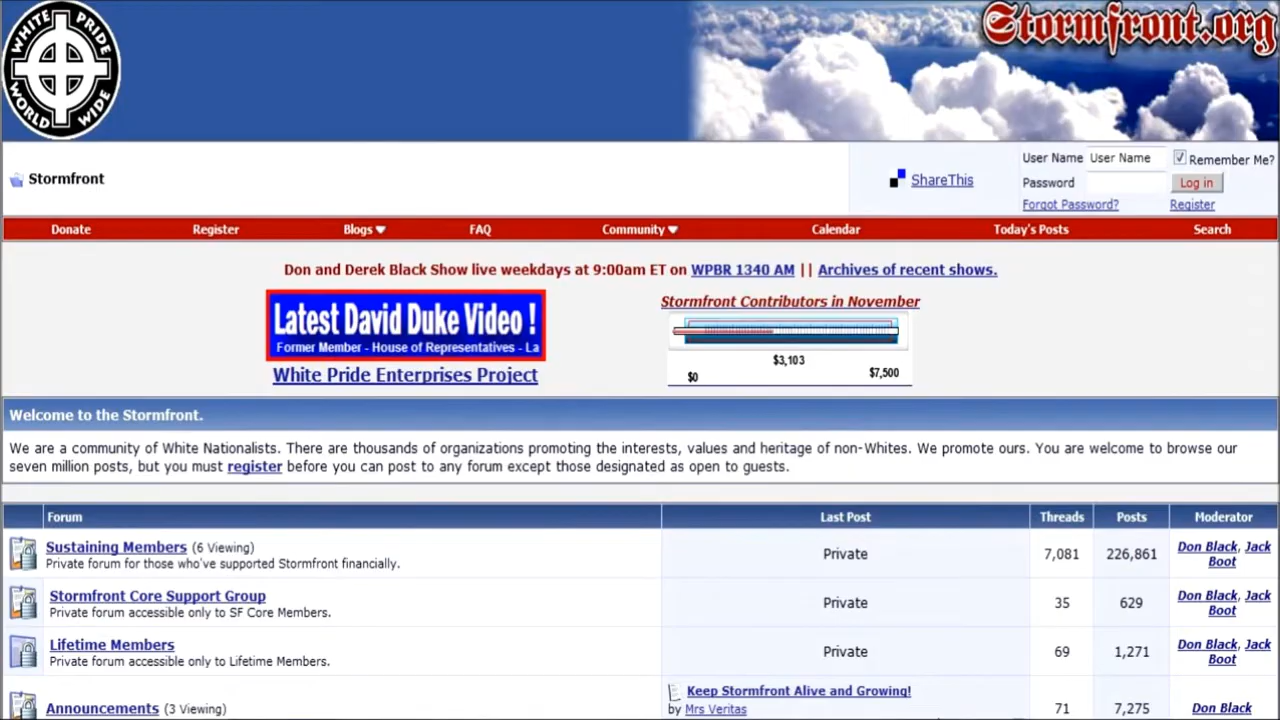 WHITE PRIDE
WORLD WIDE
Stormfront.org
Stormfront
ShareThis
User Name User Name Remember Me?
Password Log in
Forgot Password? Register
Donate Register Blogs FAQ Community Calendar Today's Posts Search
Don and Derek Black Show live weekdays at 9:00am ET on WPBR 1340 AM || Archives of recent shows.
Latest David Duke Video !
Former Member - House of Representatives - La
White Pride Enterprises Project
Stormfront Contributors in November
$3,103
$0 $7,500
Welcome to the Stormfront.
We are a community of White Nationalists. There are thousands of organizations promoting the interests, values and heritage of non-Whites. We promote ours. You are welcome to browse our
seven million posts, but you must register before you can post to any forum except those designated as open to guests.
Forum Last Post Threads Posts Moderator
Sustaining Members (6 Viewing)
Private forum for those who've supported Stormfront financially.
Private 7,081 226,861 Don Black, Jack
Boot
Stormfront Core Support Group
Private forum accessible only to SF Core Members.
Private 35 629 Don Black, Jack
Boot
Lifetime Members
Private forum accessible only to Lifetime Members.
Private 69 1,271 Don Black, Jack
Boot
Announcements (3 Viewing)
Keep Stormfront Alive and Growing!
by Mrs Veritas
71 7,275 Don Black